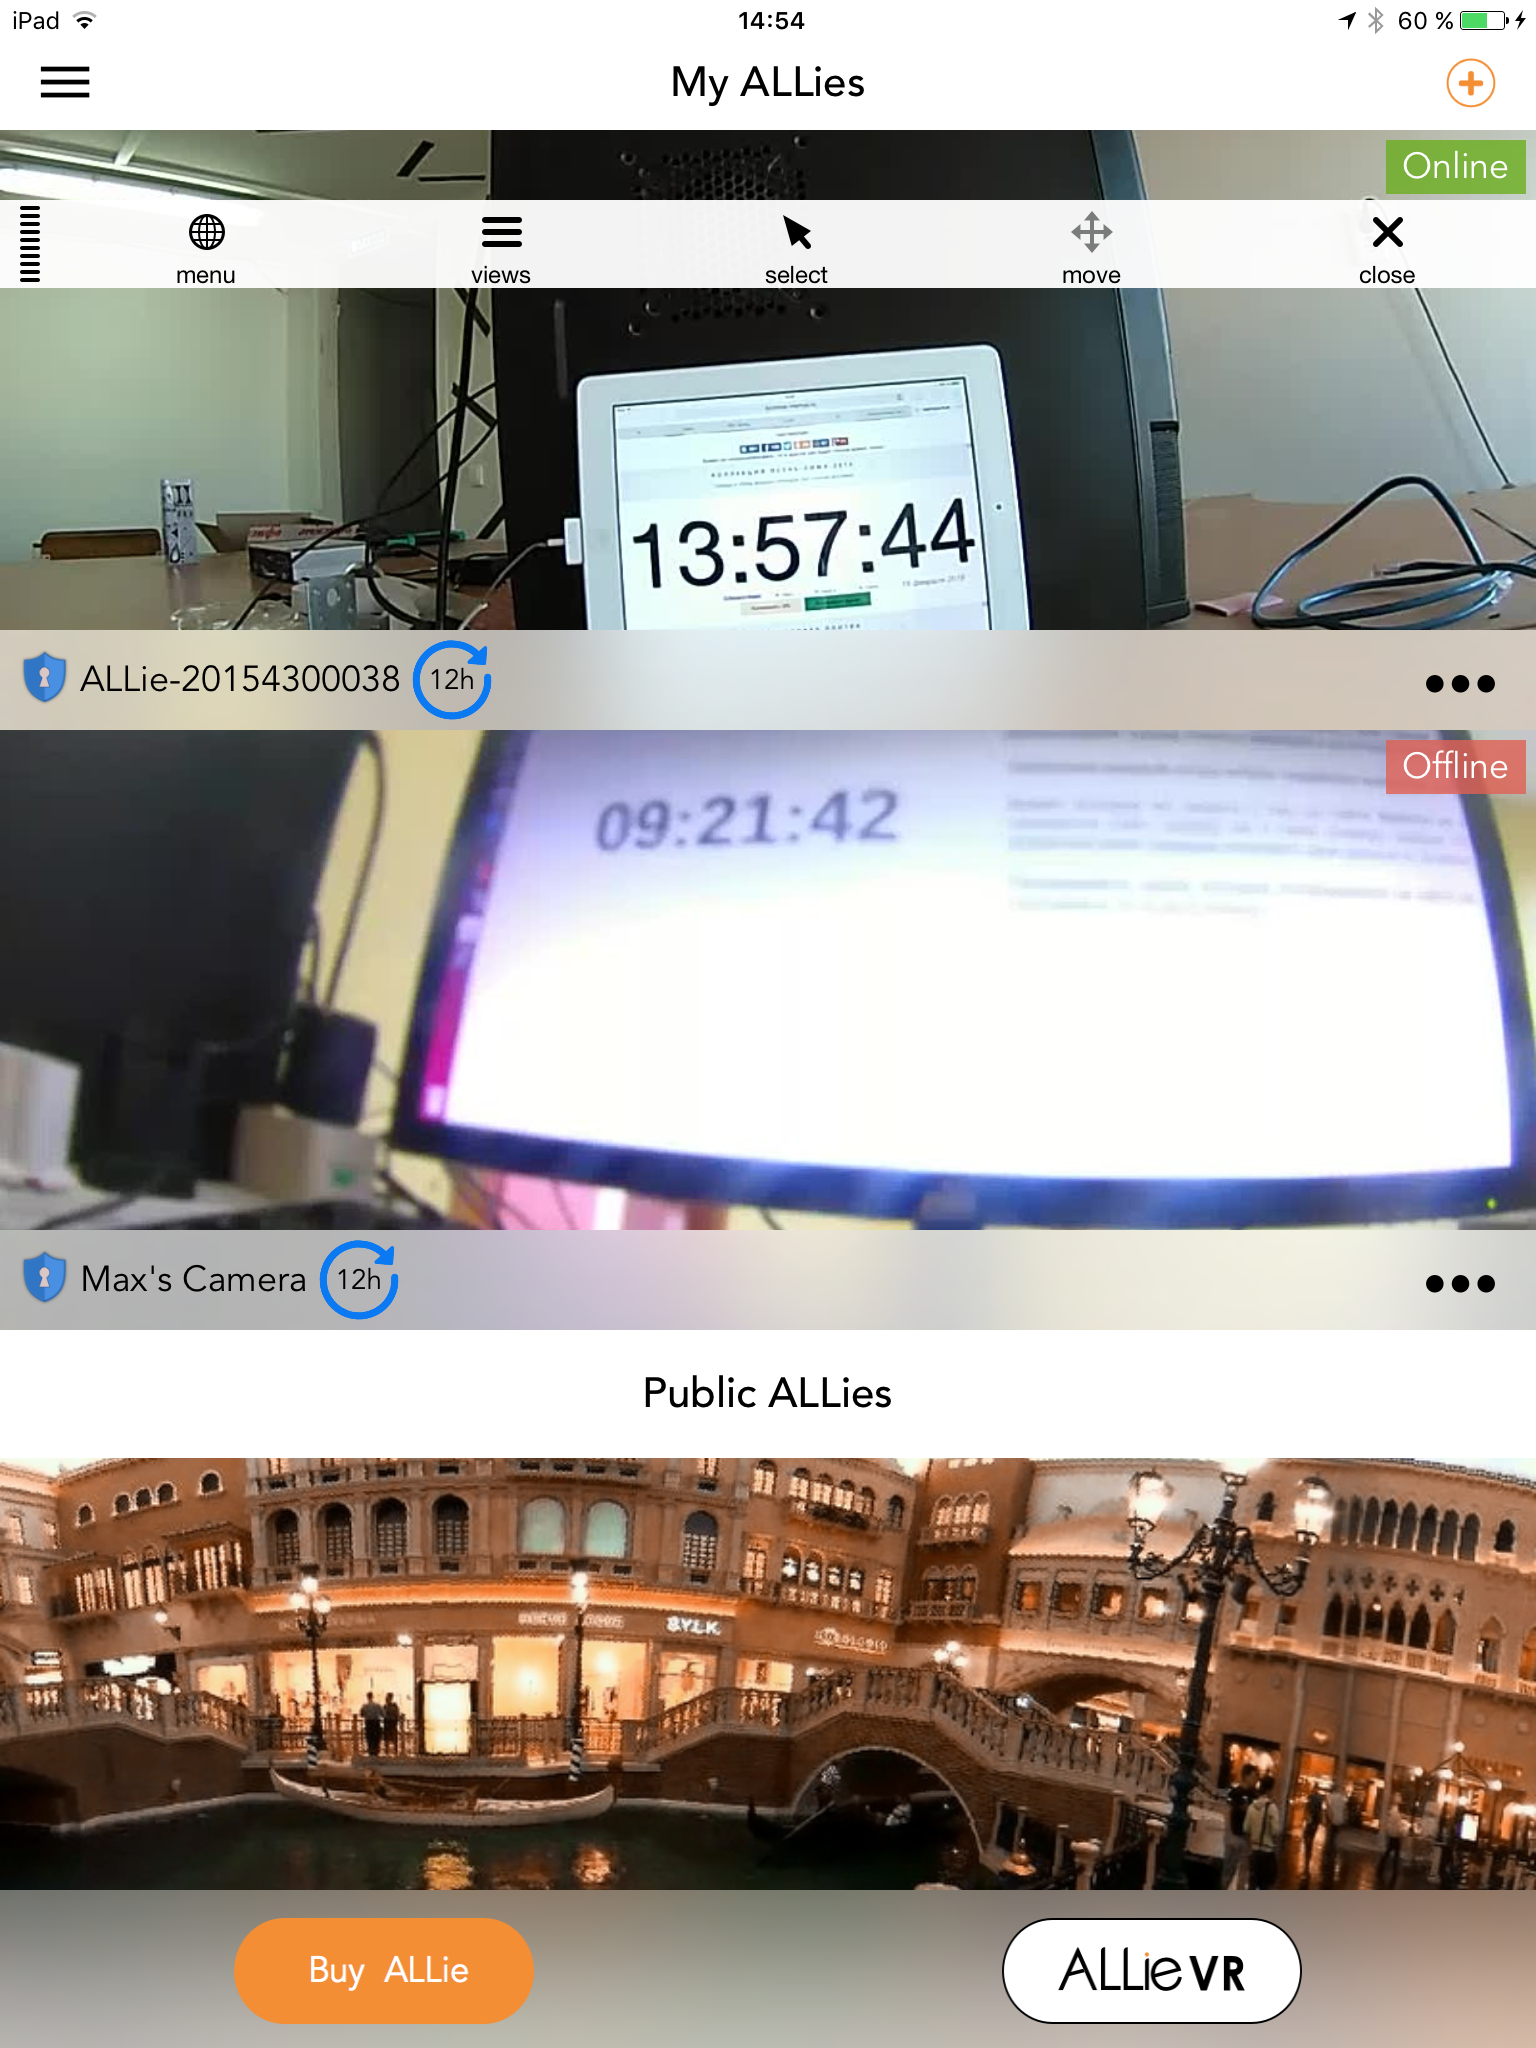 iPad 14:54 60 %
My ALLies
Online
menu views select move close
13:57:44
ALLie-20154300038 12h
Offline
09:21:42
Max's Camera 12h
Public ALLies
SYLK
Buy ALLie ALLie VR